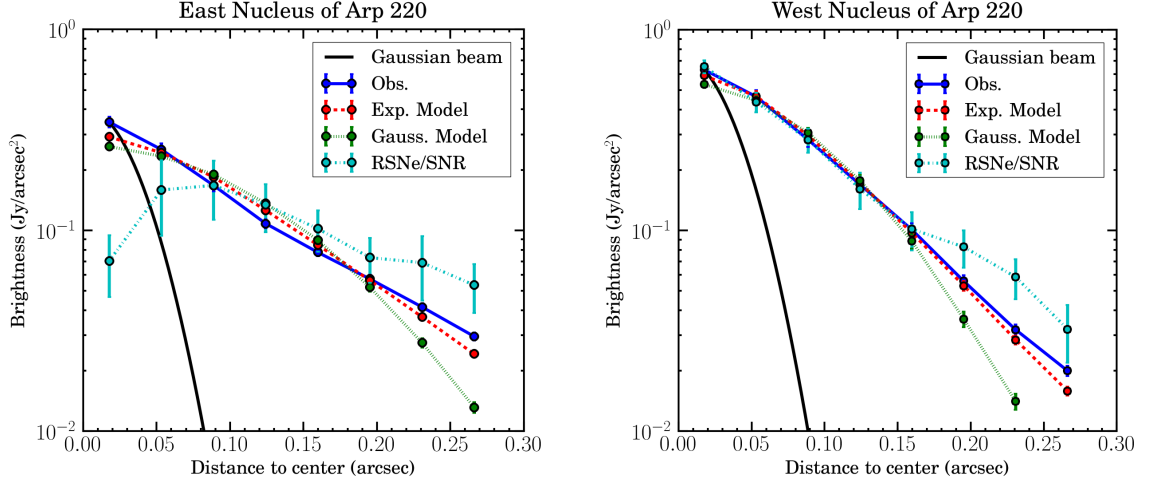 East Nucleus of Arp 220
10^0
10^-1
10^-2
Brightness (Jy/arcsec^2)
Gaussian beam
Obs.
Exp. Model
Gauss. Model
RSNe/SNR
0.00 0.05 0.10 0.15 0.20 0.25 0.30
Distance to center (arcsec)
West Nucleus of Arp 220
10^0
10^-1
10^-2
Brightness (Jy/arcsec^2)
Gaussian beam
Obs.
Exp. Model
Gauss. Model
RSNe/SNR
0.00 0.05 0.10 0.15 0.20 0.25 0.30
Distance to center (arcsec)